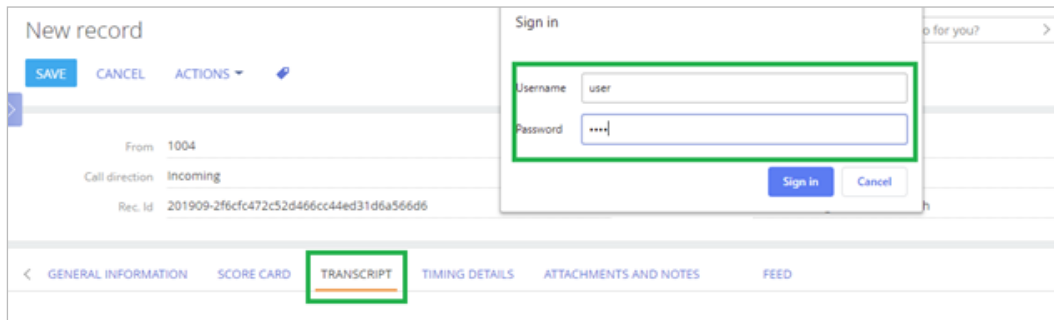 New record
SAVE CANCEL ACTIONS
From 1004
Call direction Incoming
Rec. Id 201909-2f6cfc472c52d466cc44ed31d6a566d6
Sign in
Username user
Password ••••
Sign in Cancel
o for you?
h
GENERAL INFORMATION SCORE CARD TRANSCRIPT TIMING DETAILS ATTACHMENTS AND NOTES FEED